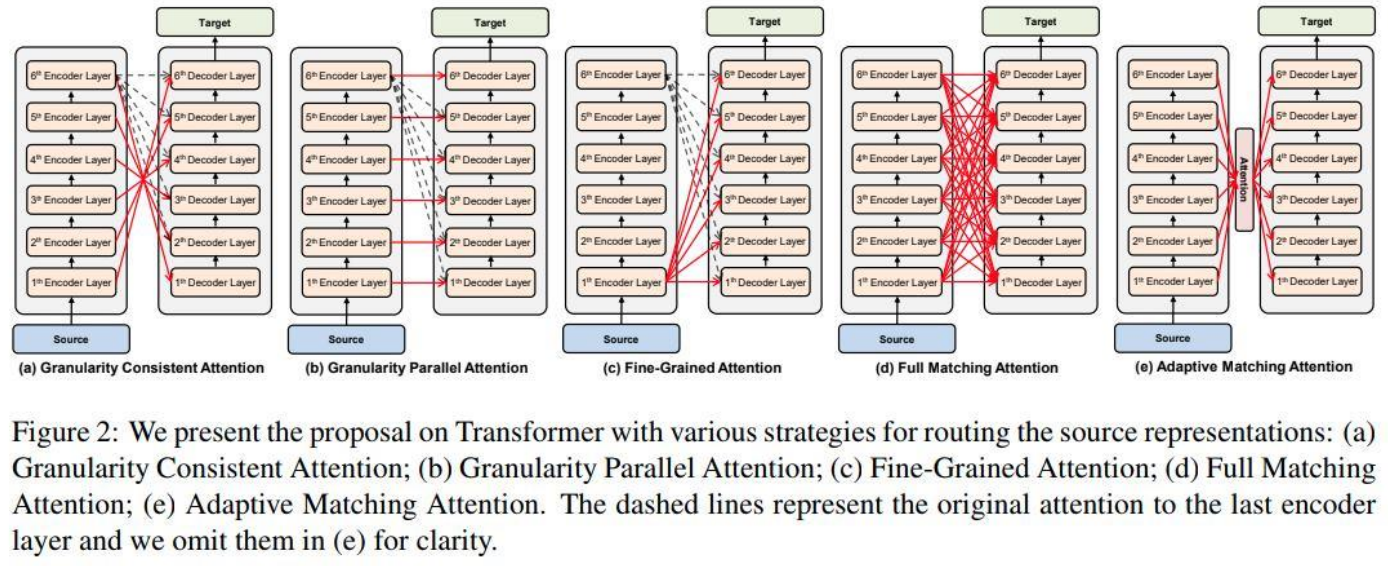 Target
6th Encoder Layer
5th Encoder Layer
4th Encoder Layer
3th Encoder Layer
2th Encoder Layer
1th Encoder Layer
Source
6th Decoder Layer
5th Decoder Layer
4th Decoder Layer
3th Decoder Layer
2th Decoder Layer
1th Decoder Layer
(a) Granularity Consistent Attention
Target
6th Encoder Layer
5th Encoder Layer
4th Encoder Layer
3th Encoder Layer
2th Encoder Layer
1th Encoder Layer
Source
6th Decoder Layer
5th Decoder Layer
4th Decoder Layer
3th Decoder Layer
2th Decoder Layer
1th Decoder Layer
(b) Granularity Parallel Attention
Target
6th Encoder Layer
5th Encoder Layer
4th Encoder Layer
3th Encoder Layer
2th Encoder Layer
1th Encoder Layer
Source
6th Decoder Layer
5th Decoder Layer
4th Decoder Layer
3th Decoder Layer
2th Decoder Layer
1th Decoder Layer
(c) Fine-Grained Attention
Target
6th Encoder Layer
5th Encoder Layer
4th Encoder Layer
3th Encoder Layer
2th Encoder Layer
1th Encoder Layer
Source
6th Decoder Layer
5th Decoder Layer
4th Decoder Layer
3th Decoder Layer
2th Decoder Layer
1th Decoder Layer
(d) Full Matching Attention
Target
6th Encoder Layer
5th Encoder Layer
4th Encoder Layer
3th Encoder Layer
2th Encoder Layer
1th Encoder Layer
Source
Attention
6th Decoder Layer
5th Decoder Layer
4th Decoder Layer
3th Decoder Layer
2th Decoder Layer
1th Decoder Layer
(e) Adaptive Matching Attention
Figure 2: We present the proposal on Transformer with various strategies for routing the source representations: (a)
Granularity Consistent Attention; (b) Granularity Parallel Attention; (c) Fine-Grained Attention; (d) Full Matching
Attention; (e) Adaptive Matching Attention. The dashed lines represent the original attention to the last encoder
layer and we omit them in (e) for clarity.